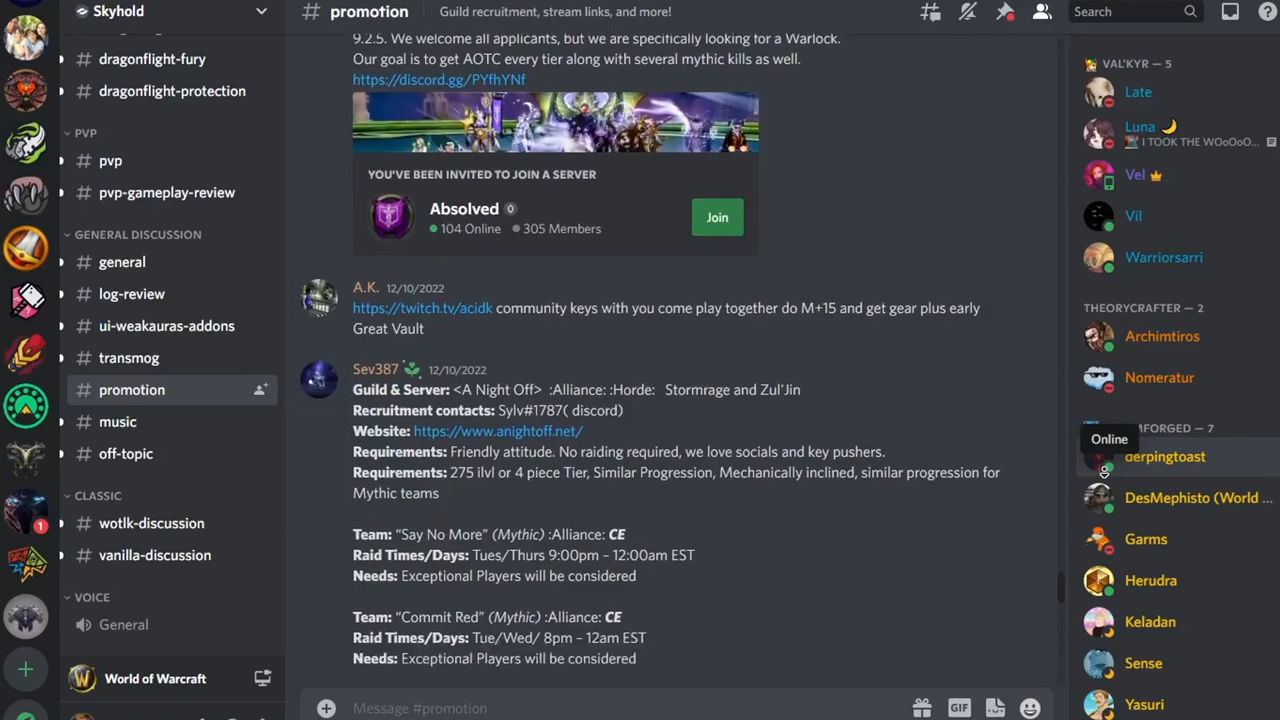 Skyhold
dragonflight-fury
dragonflight-protection
PVP
pvp
pvp-gameplay-review
GENERAL DISCUSSION
general
log-review
ui-weakauras-addons
transmog
promotion
music
off-topic
CLASSIC
wotlk-discussion
vanilla-discussion
VOICE
General
World of Warcraft
1
# promotion
Guild recruitment, stream links, and more!
Search
9.2.5. We welcome all applicants, but we are specifically looking for a Warlock.
Our goal is to get AOTC every tier along with several mythic kills as well.
https://discord.gg/PYfhYNf
YOU'VE BEEN INVITED TO JOIN A SERVER
Absolved 0
104 Online 305 Members
Join
A.K. 12/10/2022
https://twitch.tv/acidk community keys with you come play together do M+15 and get gear plus early
Great Vault
Sev387 12/10/2022
Guild & Server: <A Night Off> :Alliance: :Horde: Stormrage and Zul'Jin
Recruitment contacts: Sylv#1787( discord)
Website: https://www.anightoff.net/
Requirements: Friendly attitude. No raiding required, we love socials and key pushers.
Requirements: 275 ilvl or 4 piece Tier, Similar Progression, Mechanically inclined, similar progression for
Mythic teams
Team: “Say No More” (Mythic) :Alliance: CE
Raid Times/Days: Tues/Thurs 9:00pm – 12:00am EST
Needs: Exceptional Players will be considered
Team: “Commit Red” (Mythic) :Alliance: CE
Raid Times/Days: Tue/Wed/ 8pm – 12am EST
Needs: Exceptional Players will be considered
Message #promotion
GIF
VAL'KYR — 5
Late
Luna
I TOOK THE WOoOoO...
Vel
Vil
Warriorsarri
THEORYCRAFTER — 2
Archimtiros
Nomeratur
MFORGED — 7
Online
derpingtoast
DesMephisto (World ...
Garms
Herudra
Keladan
Sense
Yasuri